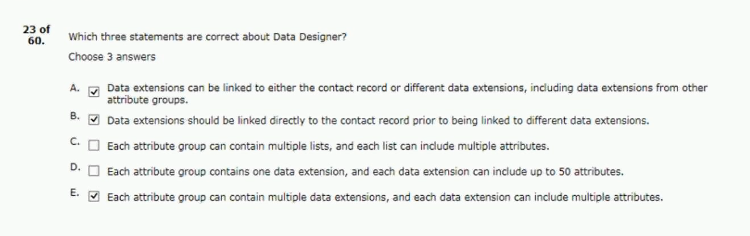 23 of
60.
Which three statements are correct about Data Designer?
Choose 3 answers
A. Data extensions can be linked to either the contact record or different data extensions, including data extensions from other
attribute groups.
B. Data extensions should be linked directly to the contact record prior to being linked to different data extensions.
C. Each attribute group can contain multiple lists, and each list can include multiple attributes.
D. Each attribute group contains one data extension, and each data extension can include up to 50 attributes.
E. Each attribute group can contain multiple data extensions, and each data extension can include multiple attributes.